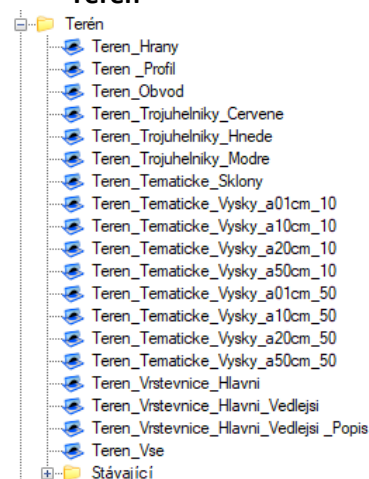 Terén
Terén
Teren_Hrany
Teren _Profil
Teren_Obvod
Teren_Trojuhelniky_Cervene
Teren_Trojuhelniky_Hnede
Teren_Trojuhelniky_Modre
Teren_Tematicke_Sklony
Teren_Tematicke_Vysky_a01cm_10
Teren_Tematicke_Vysky_a10cm_10
Teren_Tematicke_Vysky_a20cm_10
Teren_Tematicke_Vysky_a50cm_10
Teren_Tematicke_Vysky_a01cm_50
Teren_Tematicke_Vysky_a10cm_50
Teren_Tematicke_Vysky_a20cm_50
Teren_Tematicke_Vysky_a50cm_50
Teren_Vrstevnice_Hlavni
Teren_Vrstevnice_Hlavni_Vedlejsi
Teren_Vrstevnice_Hlavni_Vedlejsi _Popis
Teren_Vse
Stávající